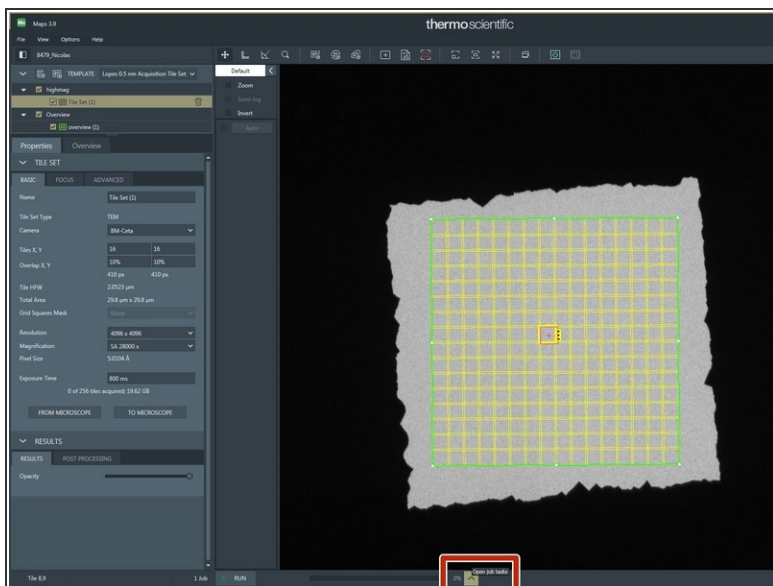 Maps 3.9
thermo scientific
File View Options Help
8479_Nicolas
TEMPLATE Lopes 0.5 nm Acquisition Tile Set
highmag
Tile Set (1)
Overview
overview (1)
Properties Overview
TILE SET
BASIC FOCUS ADVANCED
Name Tile Set (1)
Tile Set Type TEM
Camera BM-Ceta
Tiles X, Y 16 16
Overlap X, Y 10% 10%
410 px 410 px
Tile HFW 2.0523 µm
Total Area 29.8 µm x 29.8 µm
Grid Squares Mask None
Resolution 4096 x 4096
Magnification SA 28000 x
Pixel Size 5.0104 Å
Exposure Time 800 ms
0 of 256 tiles acquired; 19.62 GB
FROM MICROSCOPE TO MICROSCOPE
RESULTS
RESULTS POST PROCESSING
Opacity
Default
Zoom
Semi-log
Invert
Auto
Open job tasks
Tile 8,9 1 Job RUN 0%